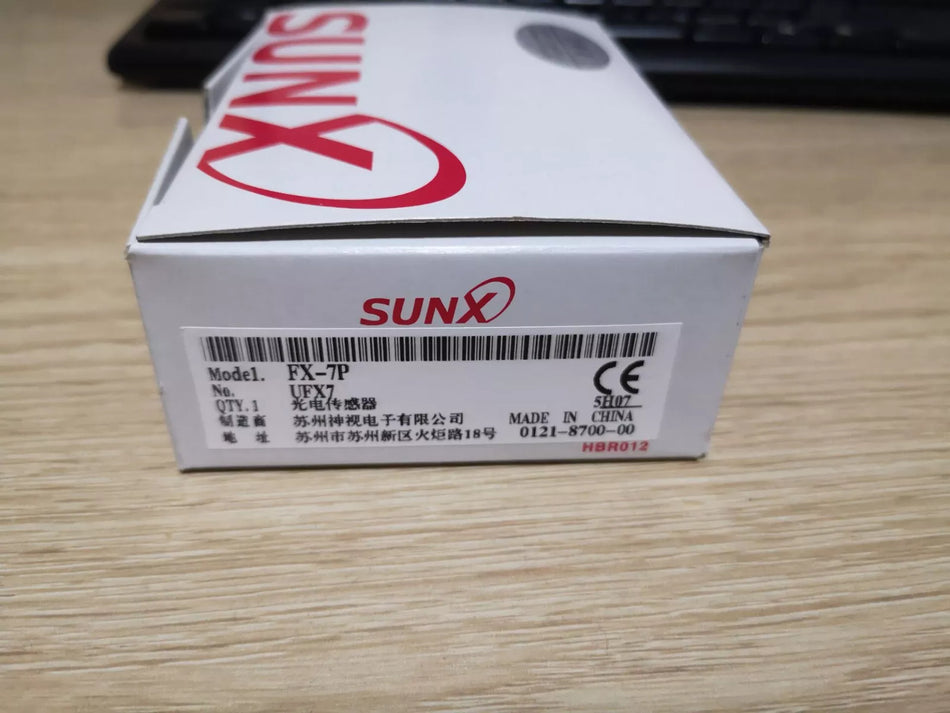 SUNX
SUNX
Model. FX-7P
No. UFX7
QTY.1 光电传感器
CE
5H07
制造商 苏州神视电子有限公司 MADE IN CHINA
地 址 苏州市苏州新区火炬路18号 0121-8700-00
HBR012